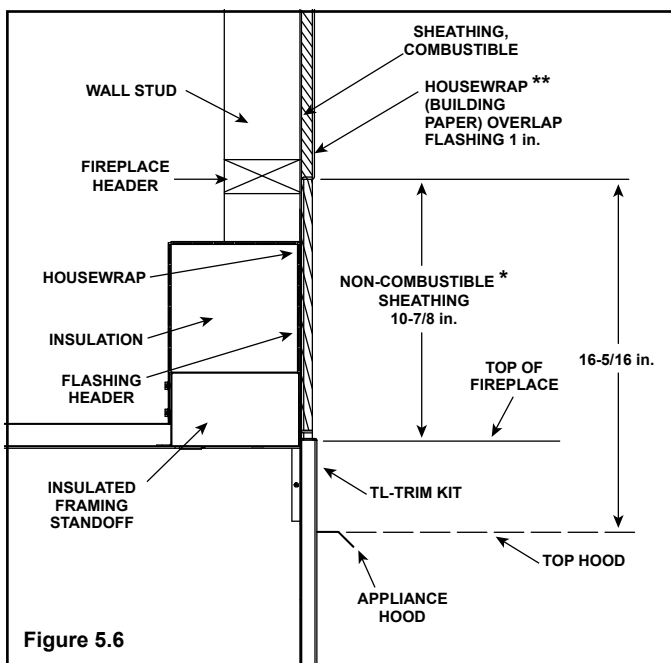 SHEATHING,
COMBUSTIBLE
WALL STUD
HOUSEWRAP **
(BUILDING
PAPER) OVERLAP
FLASHING 1 in.
FIREPLACE
HEADER
HOUSEWRAP
NON-COMBUSTIBLE *
SHEATHING
10-7/8 in.
INSULATION
16-5/16 in.
FLASHING
HEADER
TOP OF
FIREPLACE
INSULATED
FRAMING
STANDOFF
TL-TRIM KIT
TOP HOOD
APPLIANCE
HOOD
Figure 5.6